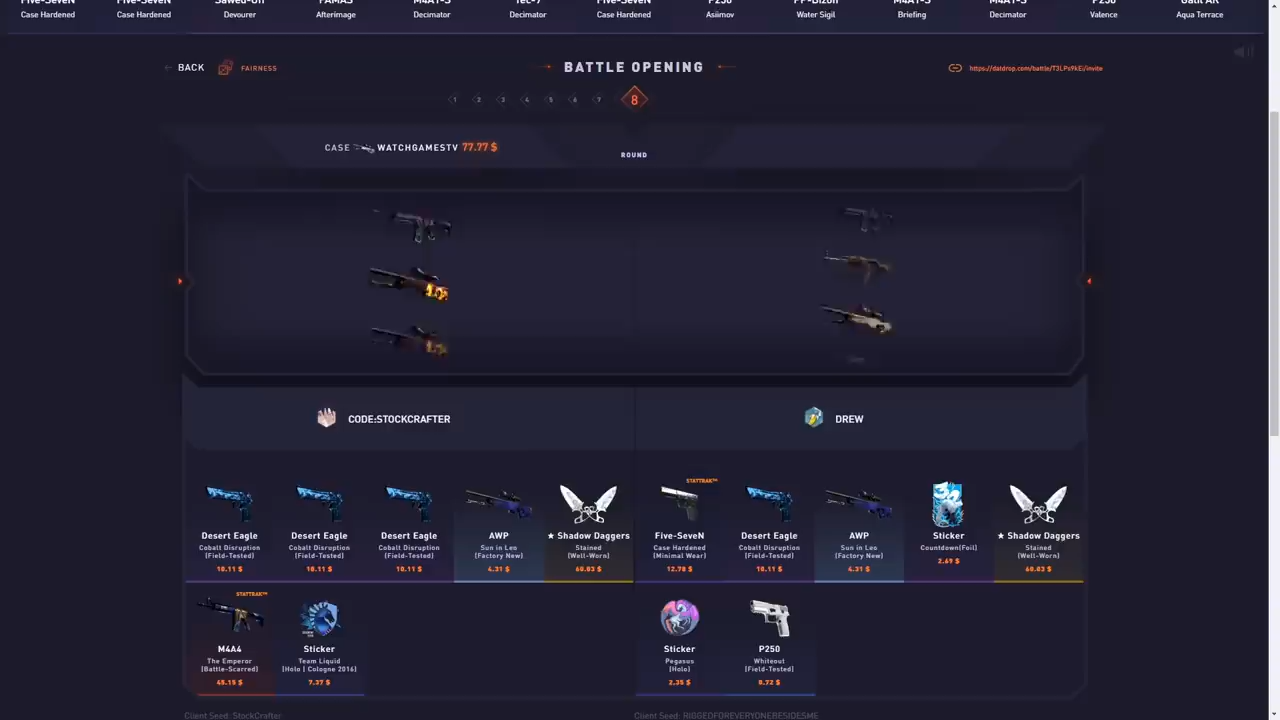 Five-SeveN Five-SeveN Sawed-Off FAMAS M4A1-S Tec-7 Five-SeveN P250 PP-Bizon M4A1-S M4A1-S P250 Galil AR
Case Hardened Case Hardened Devourer Afterimage Decimator Decimator Case Hardened Asiimov Water Sigil Briefing Decimator Valence Aqua Terrace
BACK FAIRNESS
BATTLE OPENING
https://datdrop.com/battle/T3LPs9kEi/invite
1 2 3 4 5 6 7 8
CASE WATCHGAMESTV 77.77 $
ROUND
CODE:STOCKCRAFTER
DREW
STATTRAK™
Desert Eagle Desert Eagle Desert Eagle AWP ★ Shadow Daggers Five-SeveN Desert Eagle AWP Sticker ★ Shadow Daggers
Cobalt Disruption Cobalt Disruption Cobalt Disruption Sun in Leo Stained Case Hardened Cobalt Disruption Sun in Leo Countdown(Foil) Stained
(Field-Tested) (Field-Tested) (Field-Tested) (Factory New) (Well-Worn) (Minimal Wear) (Field-Tested) (Factory New) (Well-Worn)
10.11 $ 10.11 $ 10.11 $ 4.31 $ 60.83 $ 12.78 $ 10.11 $ 4.31 $ 2.69 $ 60.83 $
STATTRAK™
M4A4 Sticker Sticker P250
The Emperor Team Liquid Pegasus Whiteout
(Battle-Scarred) (Holo | Cologne 2016) (Holo) (Field-Tested)
45.15 $ 7.37 $ 2.35 $ 9.72 $
Client Seed: StockCrafter Client Seed: RIGGEDFOREVERYONEBESIDESME